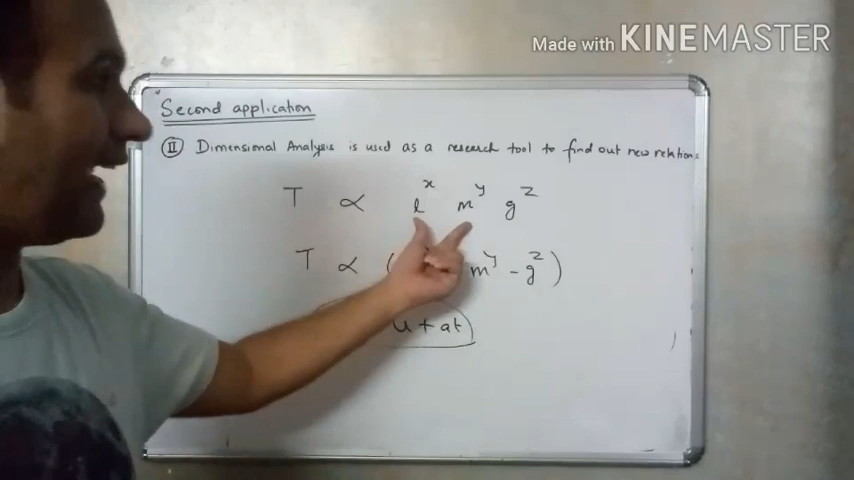 Made with KINEMASTER
Second application
II Dimensional Analysis is used as a research tool to find out new relations
T ∝ l^x m^y g^z
T ∝ ( m^y - g^z )
u + at